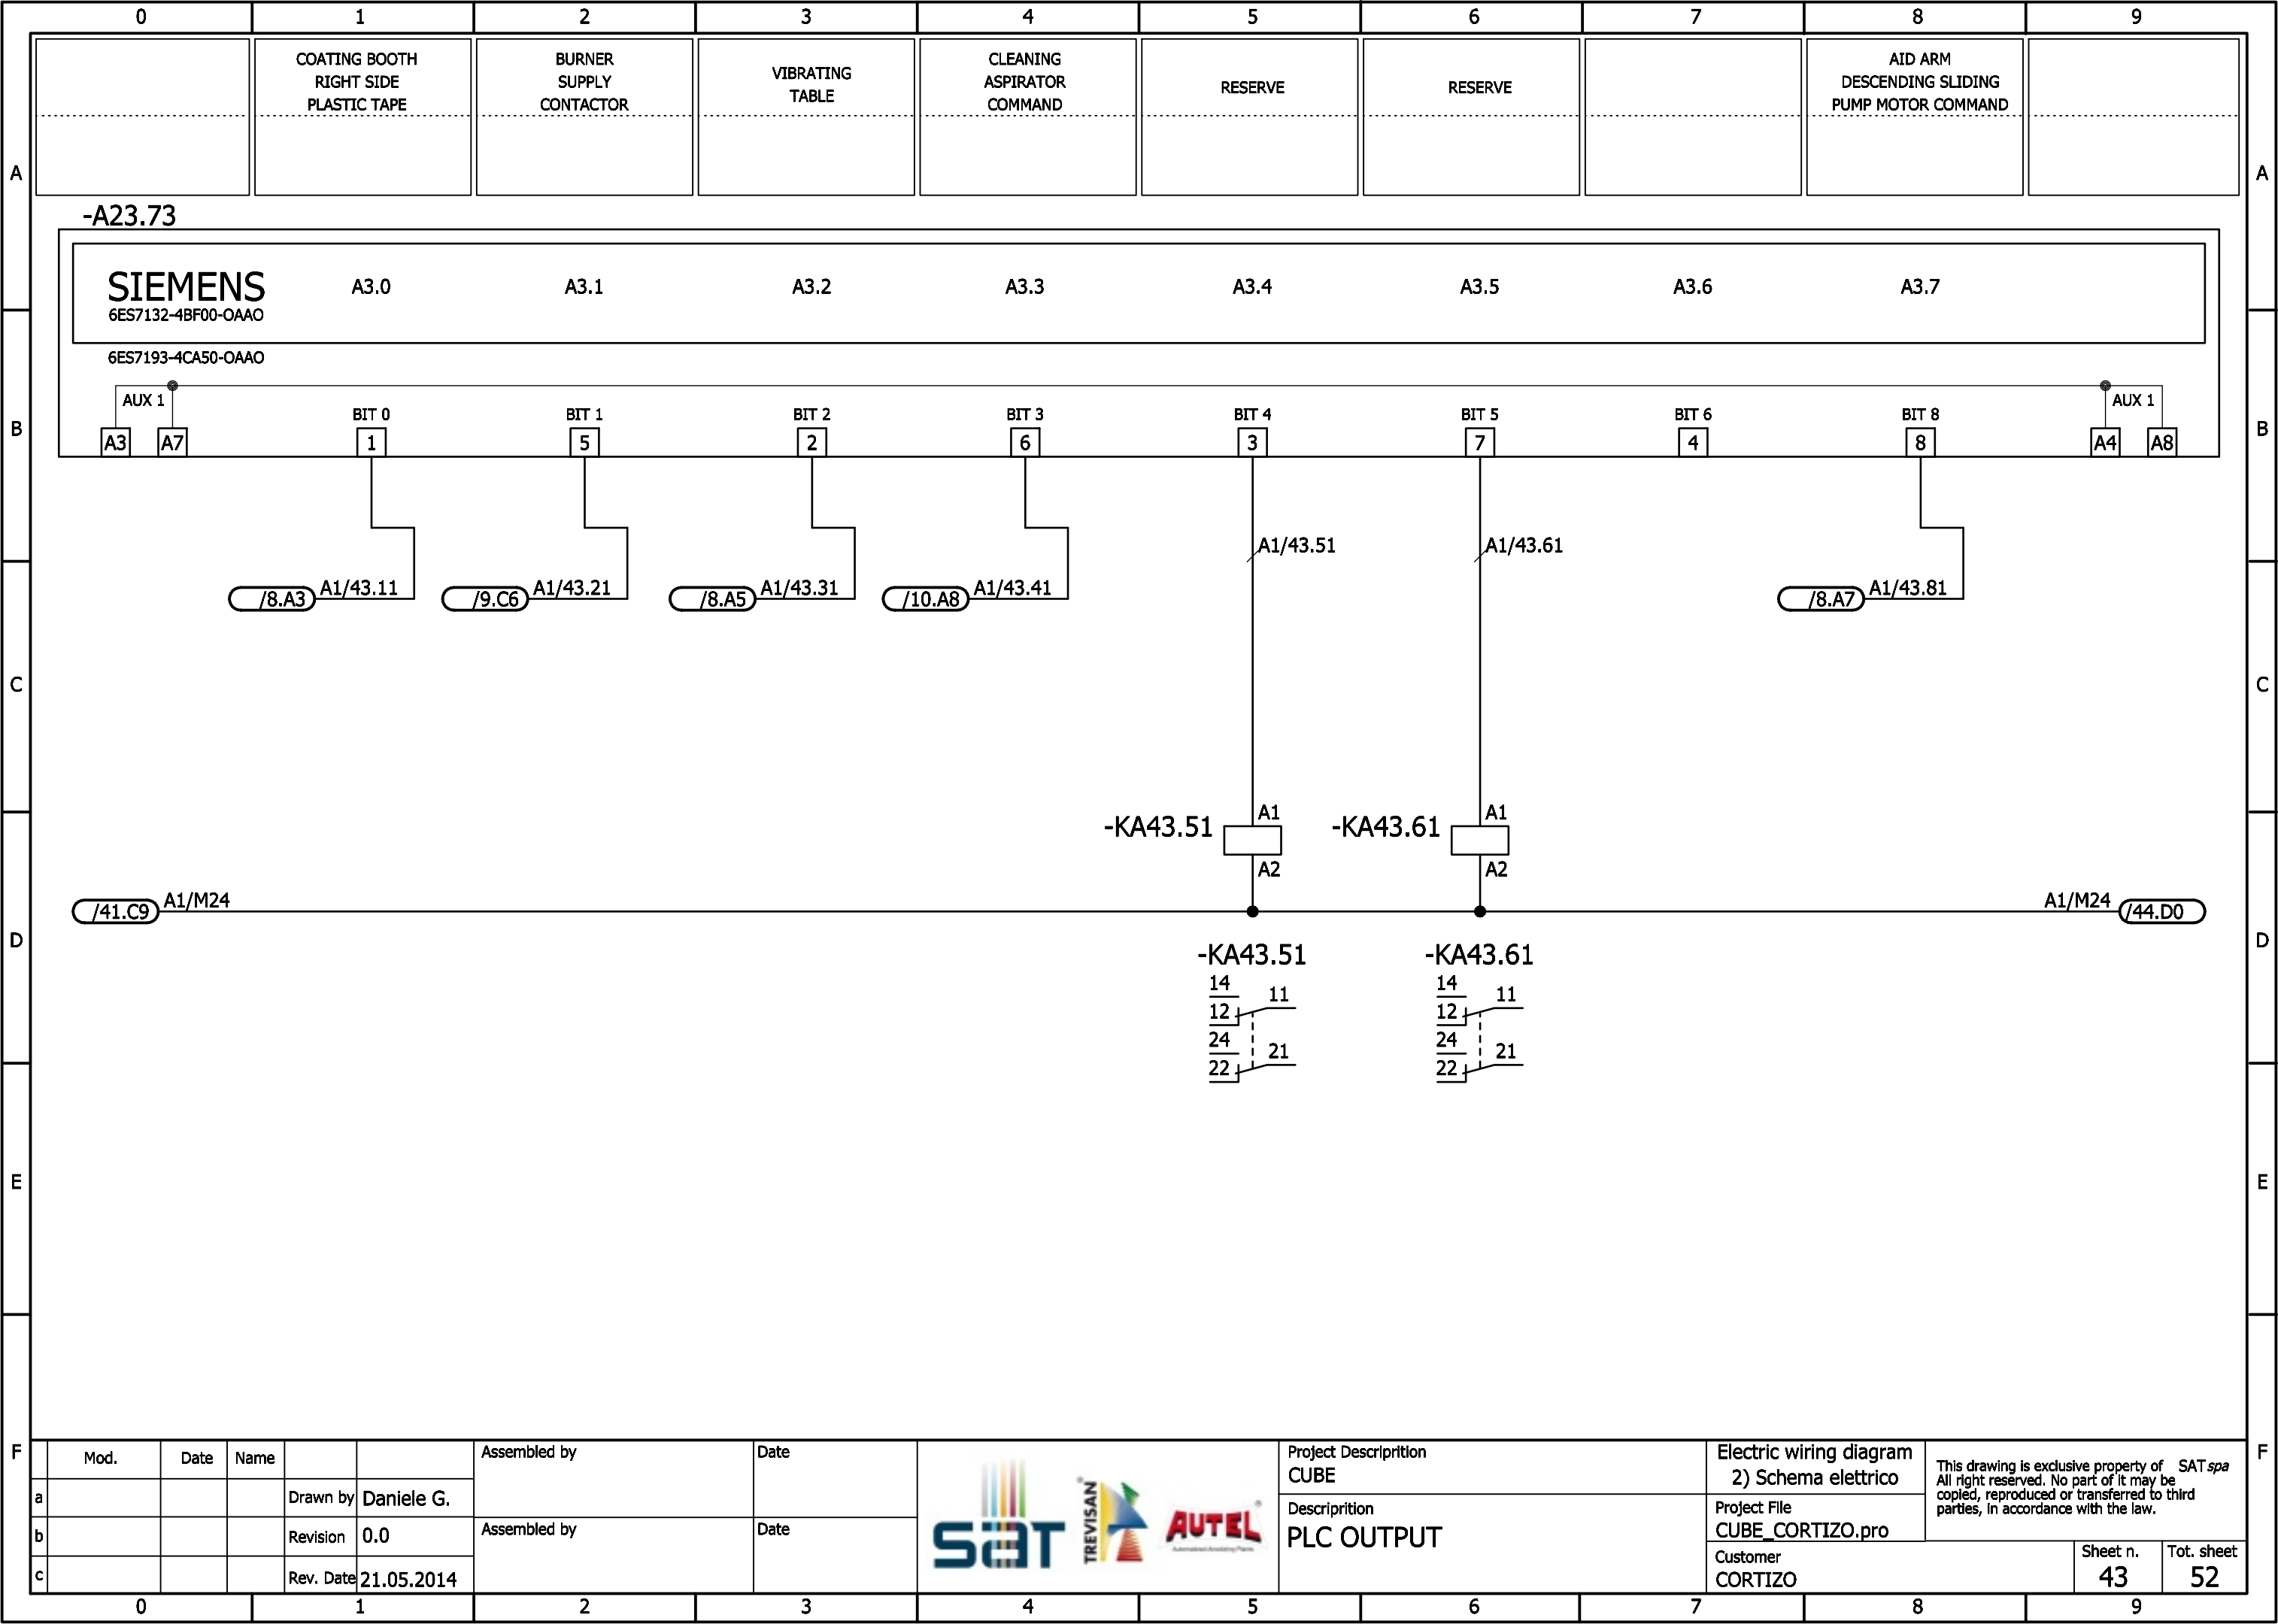 0 1 2 3 4 5 6 7 8 9
COATING BOOTH
RIGHT SIDE
PLASTIC TAPE
BURNER
SUPPLY
CONTACTOR
VIBRATING
TABLE
CLEANING
ASPIRATOR
COMMAND
RESERVE
RESERVE
AID ARM
DESCENDING SLIDING
PUMP MOTOR COMMAND
A A
-A23.73
SIEMENS A3.0 A3.1 A3.2 A3.3 A3.4 A3.5 A3.6 A3.7
6ES7132-4BF00-OAAO
6ES7193-4CA50-OAAO
AUX 1 AUX 1
BIT 0 BIT 1 BIT 2 BIT 3 BIT 4 BIT 5 BIT 6 BIT 8
B B
A3 A7 1 5 2 6 3 7 4 8 A4 A8
A1/43.51 A1/43.61
/8.A3 A1/43.11 /9.C6 A1/43.21 /8.A5 A1/43.31 /10.A8 A1/43.41 /8.A7 A1/43.81
C C
A1 A1
-KA43.51 -KA43.61
A2 A2
/41.C9 A1/M24 A1/M24 /44.D0
D D
-KA43.51 -KA43.61
14 14
11 11
12 12
24 24
21 21
22 22
E E
F F
Mod. Date Name
a Drawn by Daniele G.
b Revision 0.0
c Rev. Date 21.05.2014
Assembled by Date
Assembled by Date
SAT
TREVISAN
AUTEL
Project Descriprition
CUBE
Descriprition
PLC OUTPUT
Electric wiring diagram
2) Schema elettrico
Project File
CUBE_CORTIZO.pro
Customer
CORTIZO
This drawing is exclusive property of SAT spa
All right reserved. No part of it may be
copied, reproduced or transferred to third
parties, in accordance with the law.
Sheet n. Tot. sheet
43 52
0 1 2 3 4 5 6 7 8 9